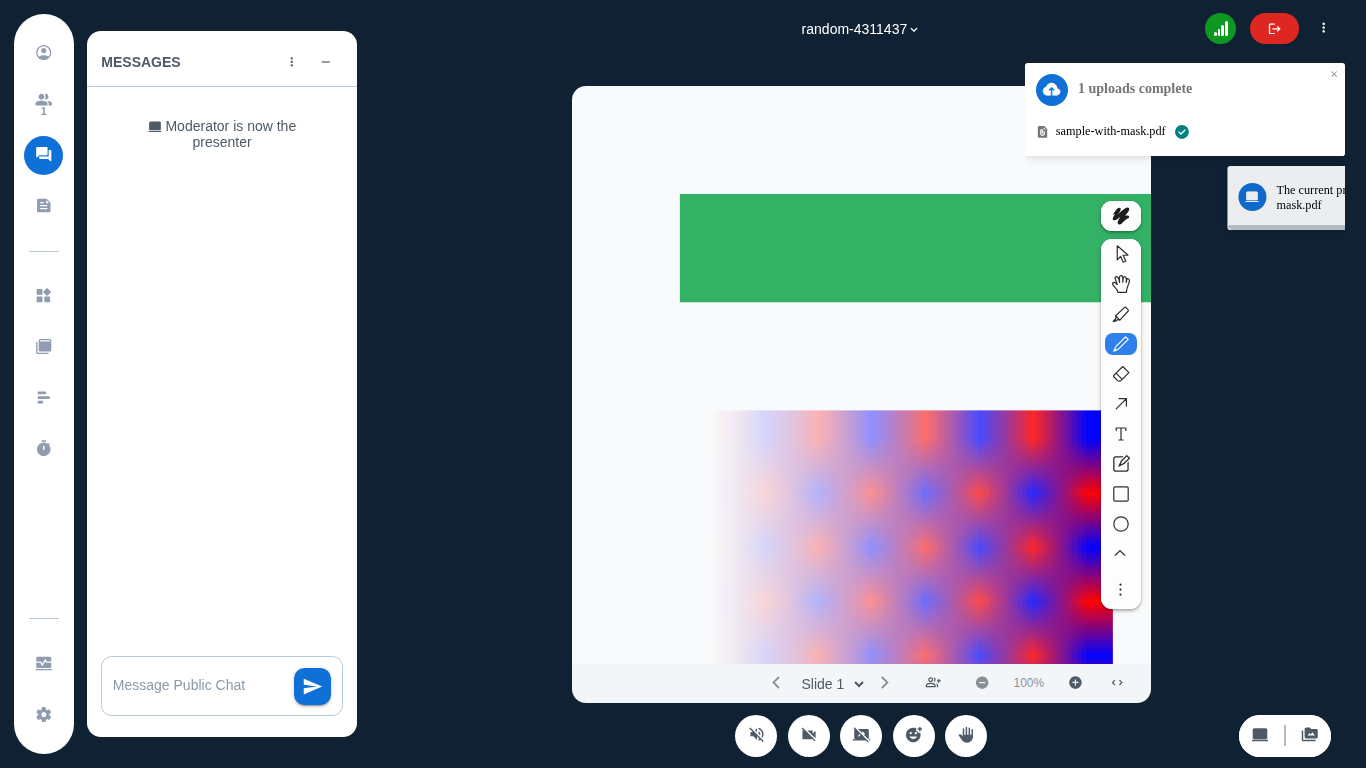 random-4311437
MESSAGES
1
Moderator is now the
presenter
Message Public Chat
1 uploads complete
sample-with-mask.pdf
The current pr
mask.pdf
Slide 1
100%